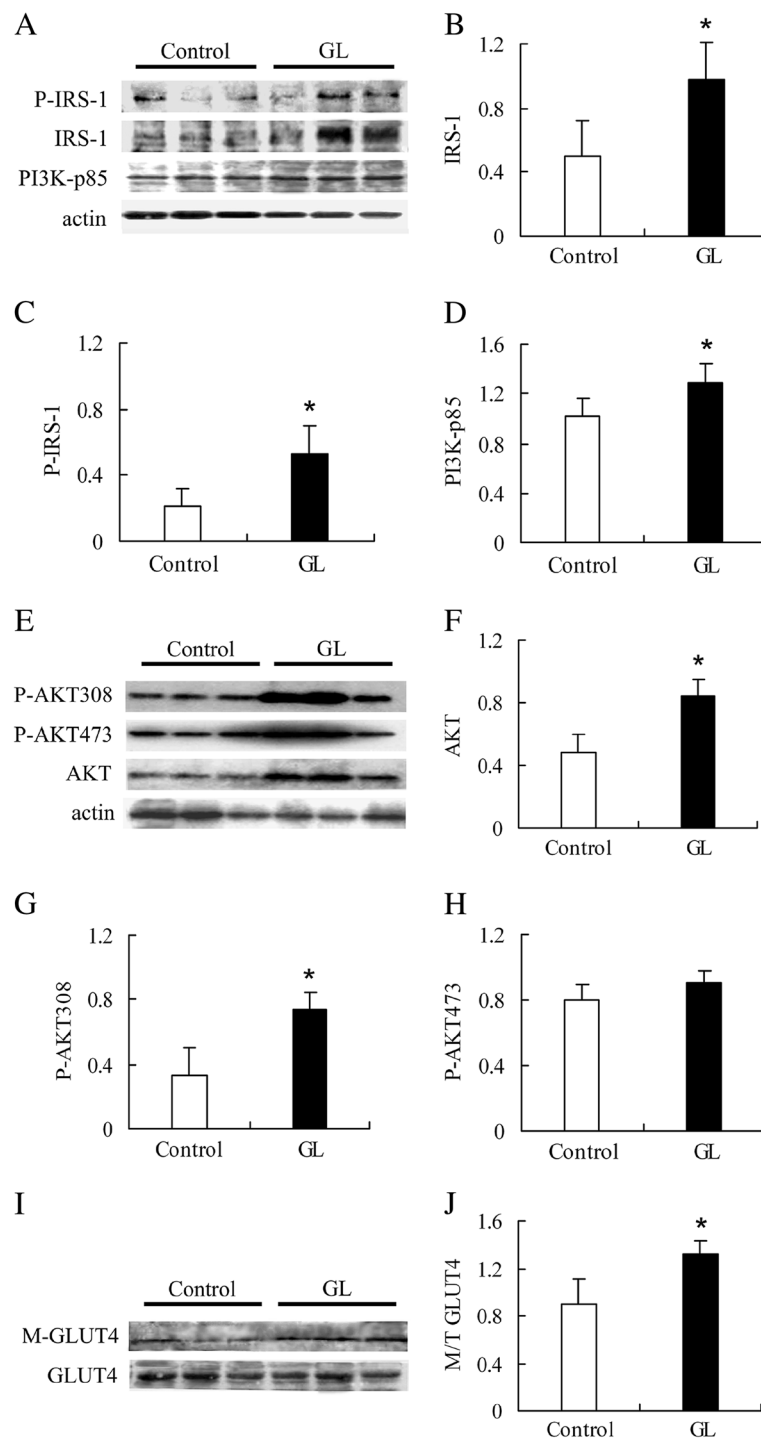 A
Control GL
P-IRS-1
IRS-1
PI3K-p85
actin
B
IRS-1
1.2
0.8
0.4
0
*
Control GL
C
P-IRS-1
1.2
0.8
0.4
0
*
Control GL
D
PI3K-p85
1.6
1.2
0.8
0.4
0
*
Control GL
E
Control GL
P-AKT308
P-AKT473
AKT
actin
F
AKT
1.2
0.8
0.4
0
*
Control GL
G
P-AKT308
1.2
0.8
0.4
0
*
Control GL
H
P-AKT473
1.2
0.8
0.4
0
Control GL
I
Control GL
M-GLUT4
GLUT4
J
M/T GLUT4
1.6
1.2
0.8
0.4
0
*
Control GL